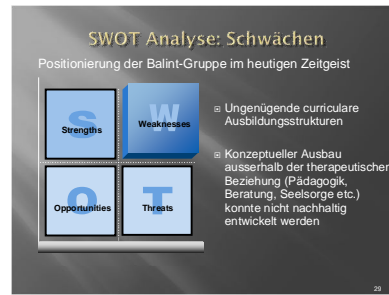 SWOT Analyse: Schwächen
Positionierung der Balint-Gruppe im heutigen Zeitgeist
S
Strengths
W
Weaknesses
O
Opportunities
T
Threats
Ungenügende curriculare
Ausbildungsstrukturen
Konzeptueller Ausbau
ausserhalb der therapeutischen
Beziehung (Pädagogik,
Beratung, Seelsorge etc.)
konnte nicht nachhaltig
entwickelt werden
29